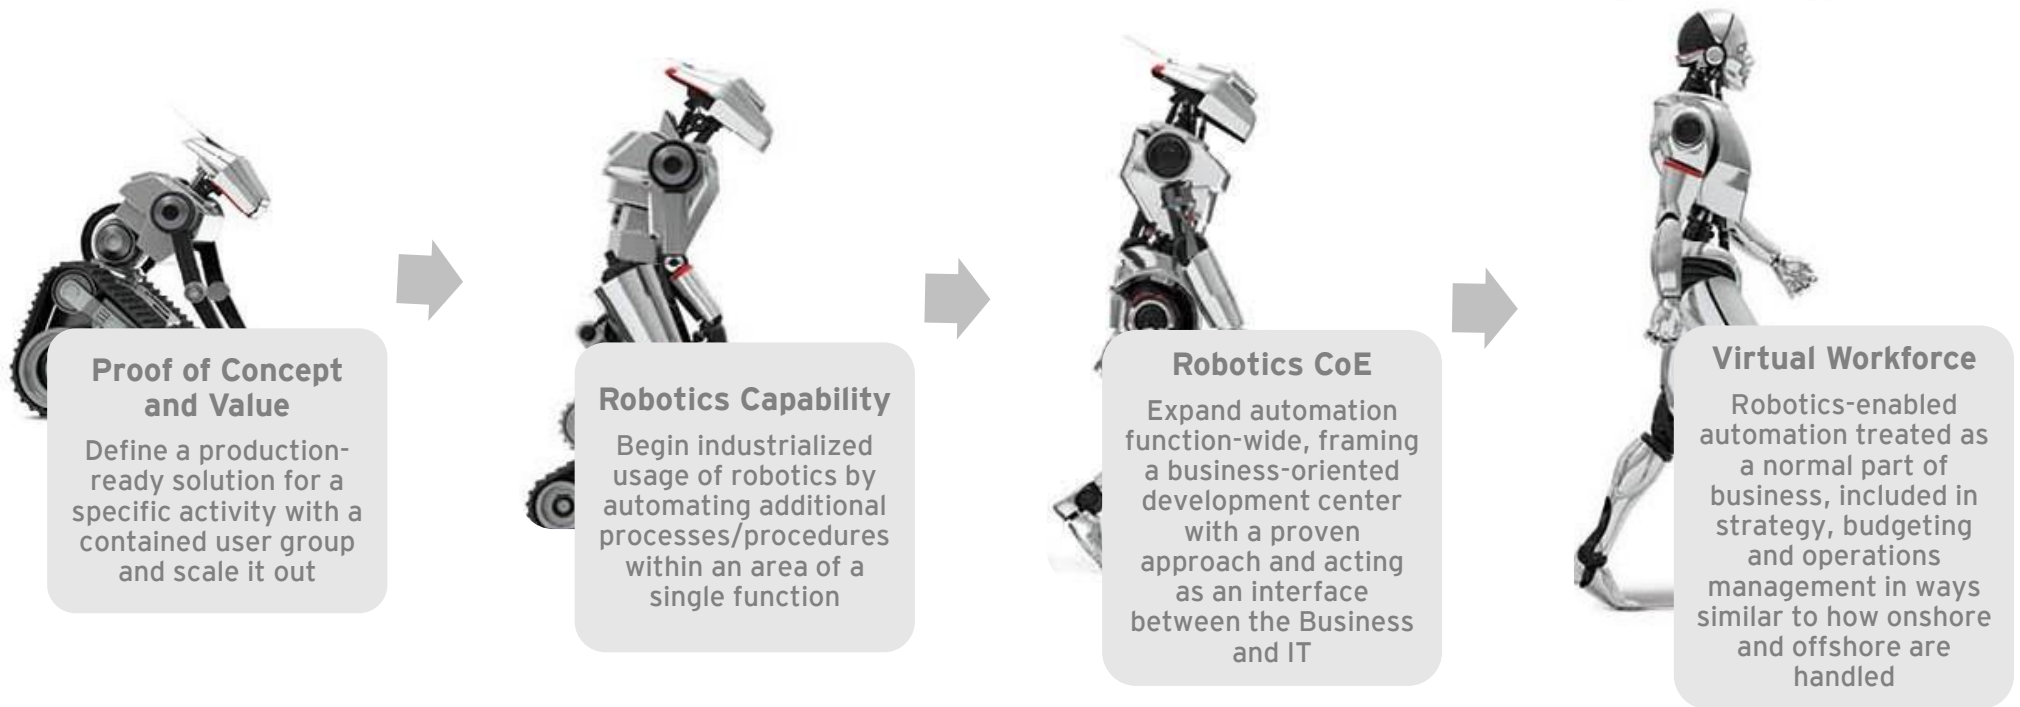 Proof of Concept
and Value
Define a production-
ready solution for a
specific activity with a
contained user group
and scale it out
Robotics Capability
Begin industrialized
usage of robotics by
automating additional
processes/procedures
within an area of a
single function
Robotics CoE
Expand automation
function-wide, framing
a business-oriented
development center
with a proven
approach and acting
as an interface
between the Business
and IT
Virtual Workforce
Robotics-enabled
automation treated as
a normal part of
business, included in
strategy, budgeting
and operations
management in ways
similar to how onshore
and offshore are
handled